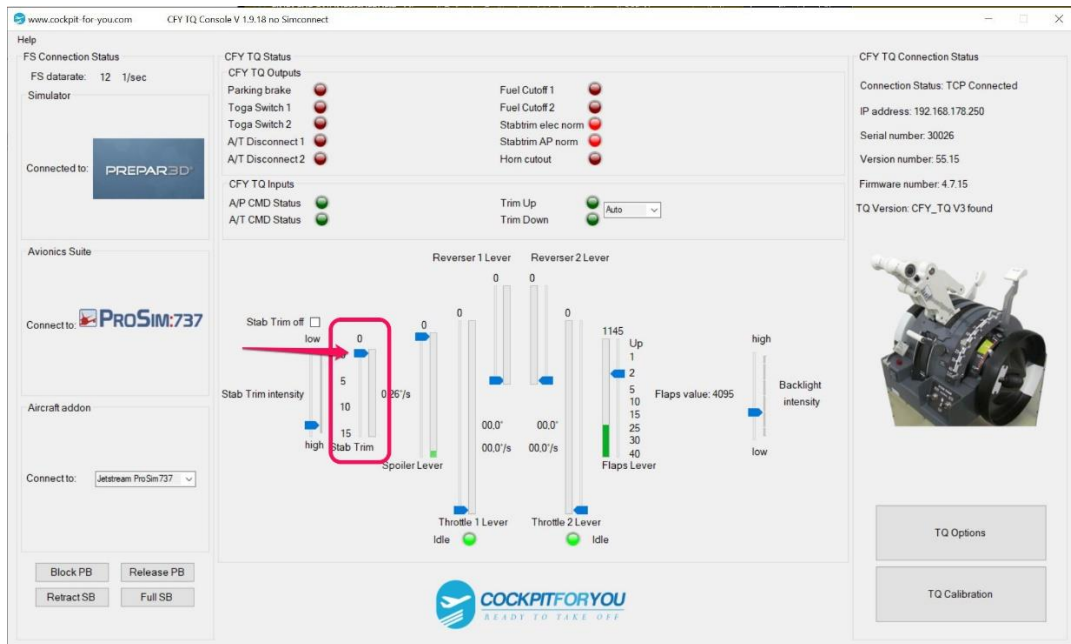 www.cockpit-for-you.com CFY TQ Console V 1.9.18 no Simconnect
Help
FS Connection Status
FS datarate: 12 1/sec
Simulator
Connected to: PREPAR3D
Avionics Suite
Connect to: PROSIM:737
Aircraft addon
Connect to: Jetstream ProSim737
Block PB Release PB
Retract SB Full SB
CFY TQ Status
CFY TQ Outputs
Parking brake Fuel Cutoff 1
Toga Switch 1 Fuel Cutoff 2
Toga Switch 2 Stabtrim elec norm
A/T Disconnect 1 Stabtrim AP norm
A/T Disconnect 2 Horn cutout
CFY TQ Inputs
A/P CMD Status Trim Up Auto
A/T CMD Status Trim Down
Reverser 1 Lever Reverser 2 Lever
0 0
Stab Trim off
low
Stab Trim intensity
high
0
5
10
15
Stab Trim
0
Spoiler Lever
0 0
00,0° 00,0°
00,0°/s 00,0°/s
Throttle 1 Lever Throttle 2 Lever
Idle Idle
1145
Up
1
2
5
10
15
25
30
40
Flaps Lever
Flaps value: 4095
high
Backlight
intensity
low
COCKPITFORYOU
READY TO TAKE OFF
CFY TQ Connection Status
Connection Status: TCP Connected
IP address: 192.168.178.250
Serial number: 30026
Version number: 55.15
Firmware number: 4.7.15
TQ Version: CFY_TQ V3 found
TQ Options
TQ Calibration